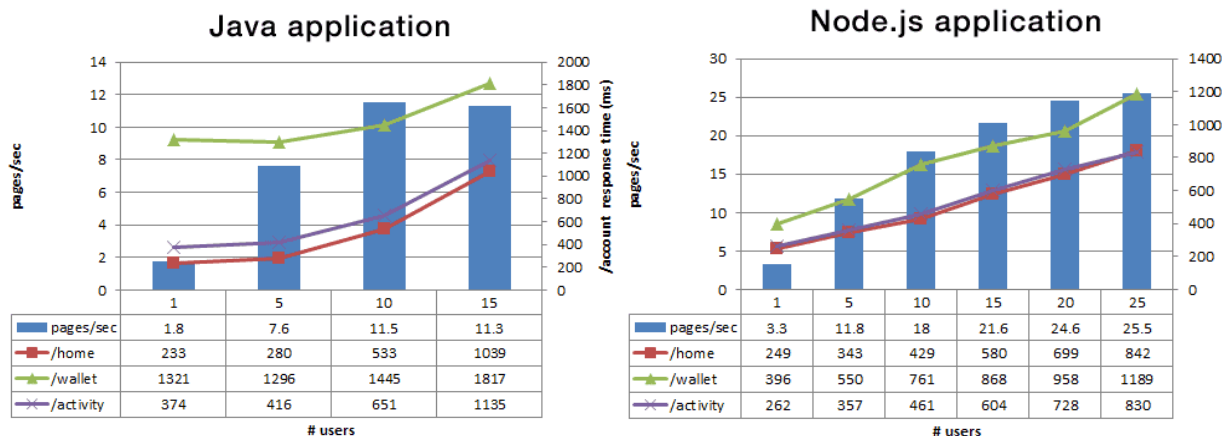 Java application
14
12
10
8
6
4
2
0
pages/sec
2000
1800
1600
1400
1200
1000
800
600
400
200
0
/account response time (ms)
1 5 10 15
pages/sec 1.8 7.6 11.5 11.3
/home 233 280 533 1039
/wallet 1321 1296 1445 1817
/activity 374 416 651 1135
# users
Node.js application
30
25
20
15
10
5
0
pages/sec
1400
1200
1000
800
600
400
200
0
1 5 10 15 20 25
pages/sec 3.3 11.8 18 21.6 24.6 25.5
/home 249 343 429 580 699 842
/wallet 396 550 761 868 958 1189
/activity 262 357 461 604 728 830
# users